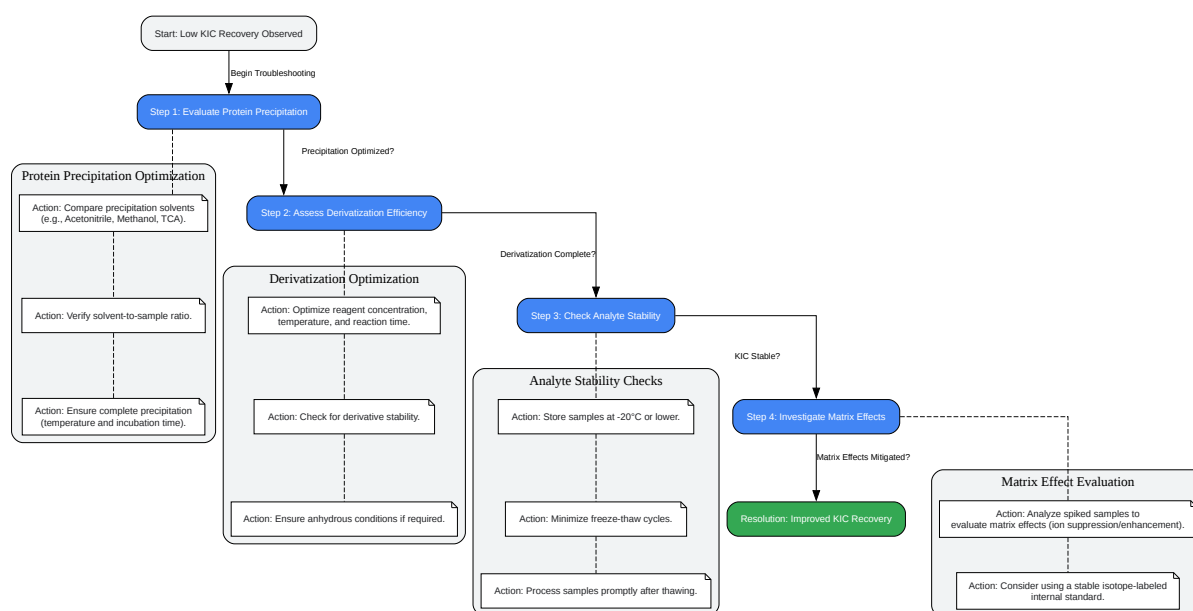 Start: Low KIC Recovery Observed
Begin Troubleshooting
Step 1: Evaluate Protein Precipitation
Precipitation Optimized?
Protein Precipitation Optimization
Action: Compare precipitation solvents
(e.g., Acetonitrile, Methanol, TCA).
Action: Verify solvent-to-sample ratio.
Action: Ensure complete precipitation
(temperature and incubation time).
Step 2: Assess Derivatization Efficiency
Derivatization Complete?
Derivatization Optimization
Action: Optimize reagent concentration,
temperature, and reaction time.
Action: Check for derivative stability.
Action: Ensure anhydrous conditions if required.
Step 3: Check Analyte Stability
KIC Stable?
Analyte Stability Checks
Action: Store samples at -20°C or lower.
Action: Minimize freeze-thaw cycles.
Action: Process samples promptly after thawing.
Step 4: Investigate Matrix Effects
Matrix Effects Mitigated?
Resolution: Improved KIC Recovery
Matrix Effect Evaluation
Action: Analyze spiked samples to
evaluate matrix effects (ion suppression/enhancement).
Action: Consider using a stable isotope-labeled
internal standard.